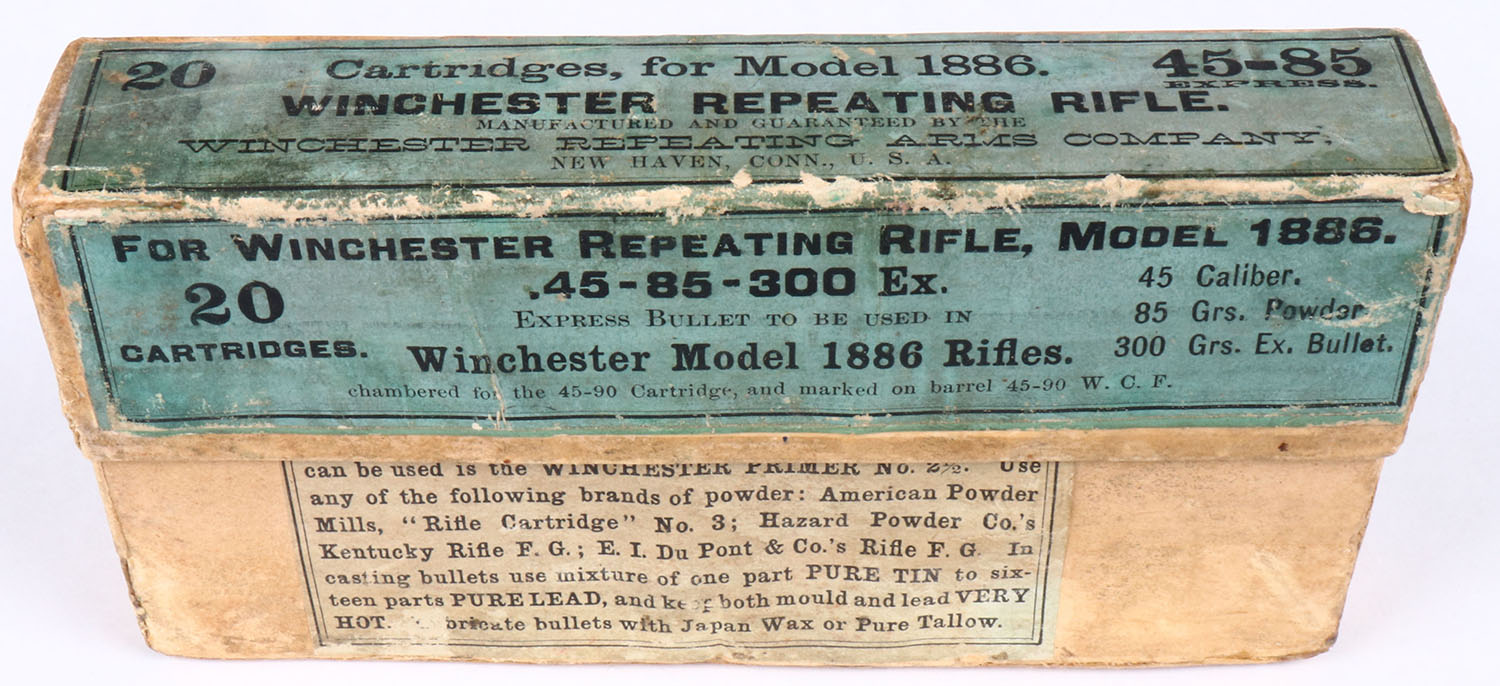 20 Cartridges, for Model 1886. 45-85
EXPRESS.
WINCHESTER REPEATING RIFLE.
MANUFACTURED AND GUARANTEED BY THE
WINCHESTER REPEATING ARMS COMPANY,
NEW HAVEN, CONN., U. S. A.
FOR WINCHESTER REPEATING RIFLE, MODEL 1886.
20
CARTRIDGES.
.45-85-300 Ex.
EXPRESS BULLET TO BE USED IN
Winchester Model 1886 Rifles.
45 Caliber.
85 Grs. Powder
300 Grs. Ex. Bullet.
chambered for the 45-90 Cartridge, and marked on barrel 45-90 W. C. F.
can be used is the WINCHESTER PRIMER No. 2½. Use
any of the following brands of powder: American Powder
Mills, "Rifle Cartridge" No. 3; Hazard Powder Co.'s
Kentucky Rifle F. G.; E. I. Du Pont & Co.'s Rifle F. G. In
casting bullets use mixture of one part PURE TIN to six-
teen parts PURE LEAD, and keep both mould and lead VERY
HOT. bricate bullets with Japan Wax or Pure Tallow.